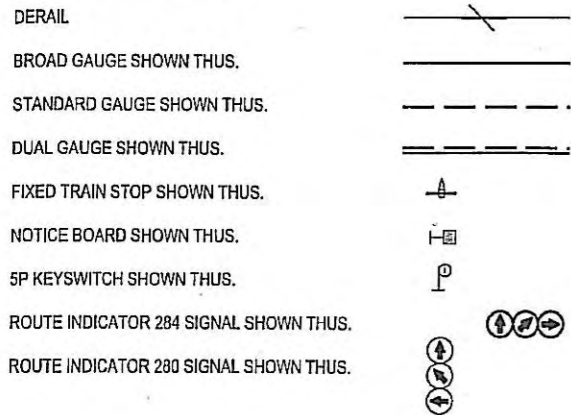 DERAIL
BROAD GAUGE SHOWN THUS.
STANDARD GAUGE SHOWN THUS.
DUAL GAUGE SHOWN THUS.
FIXED TRAIN STOP SHOWN THUS.
NOTICE BOARD SHOWN THUS.
5P KEYSWITCH SHOWN THUS.
ROUTE INDICATOR 284 SIGNAL SHOWN THUS.
ROUTE INDICATOR 280 SIGNAL SHOWN THUS.